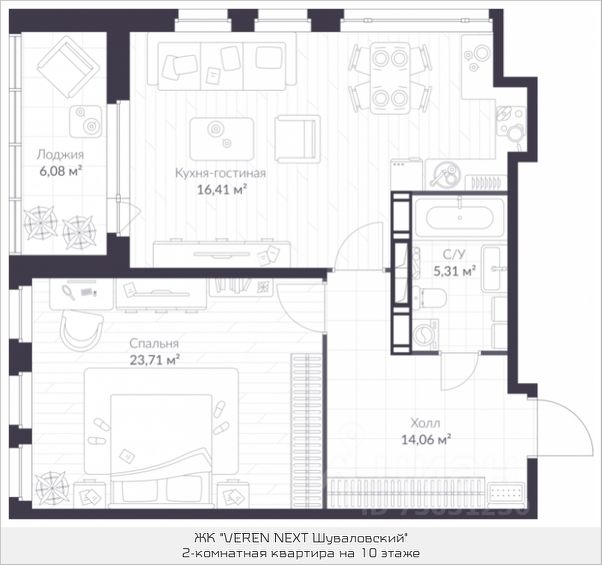 Лоджия
6,08 м²
Кухня-гостиная
16,41 м²
С/У
5,31 м²
Спальня
23,71 м²
Холл
14,06 м²
ЖК "VEREN NEXT Шуваловский"
2-комнатная квартира на 10 этаже